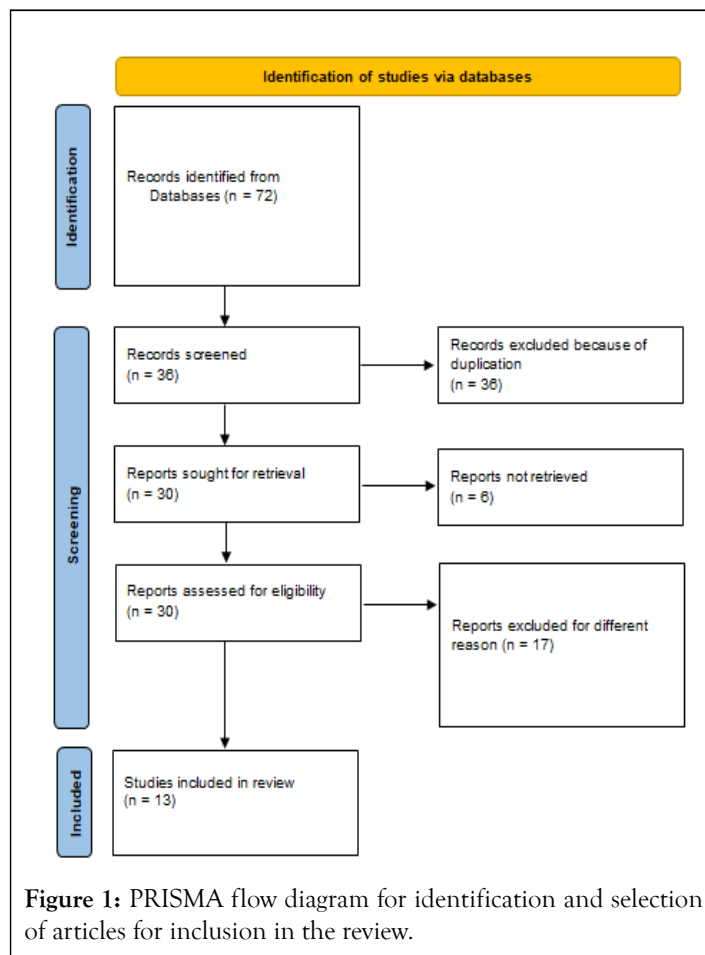 Identification of studies via databases
Identification
Records identified from
Databases (n = 72)
Screening
Records screened
(n = 36)
Records excluded because of
duplication
(n = 36)
Reports sought for retrieval
(n = 30)
Reports not retrieved
(n = 6)
Reports assessed for eligibility
(n = 30)
Reports excluded for different
reason (n = 17)
Included
Studies included in review
(n = 13)
Figure 1: PRISMA flow diagram for identification and selection
of articles for inclusion in the review.